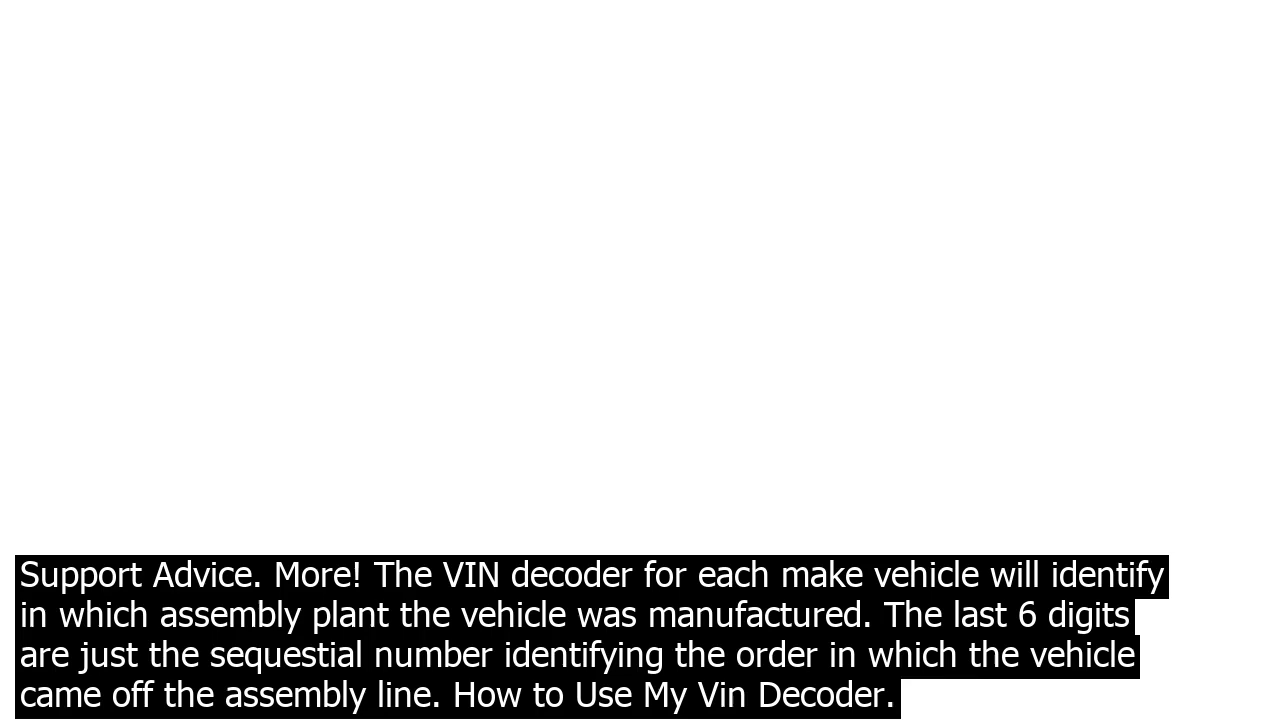 Support Advice. More! The VIN decoder for each make vehicle will identify
in which assembly plant the vehicle was manufactured. The last 6 digits
are just the sequestial number identifying the order in which the vehicle
came off the assembly line. How to Use My Vin Decoder.